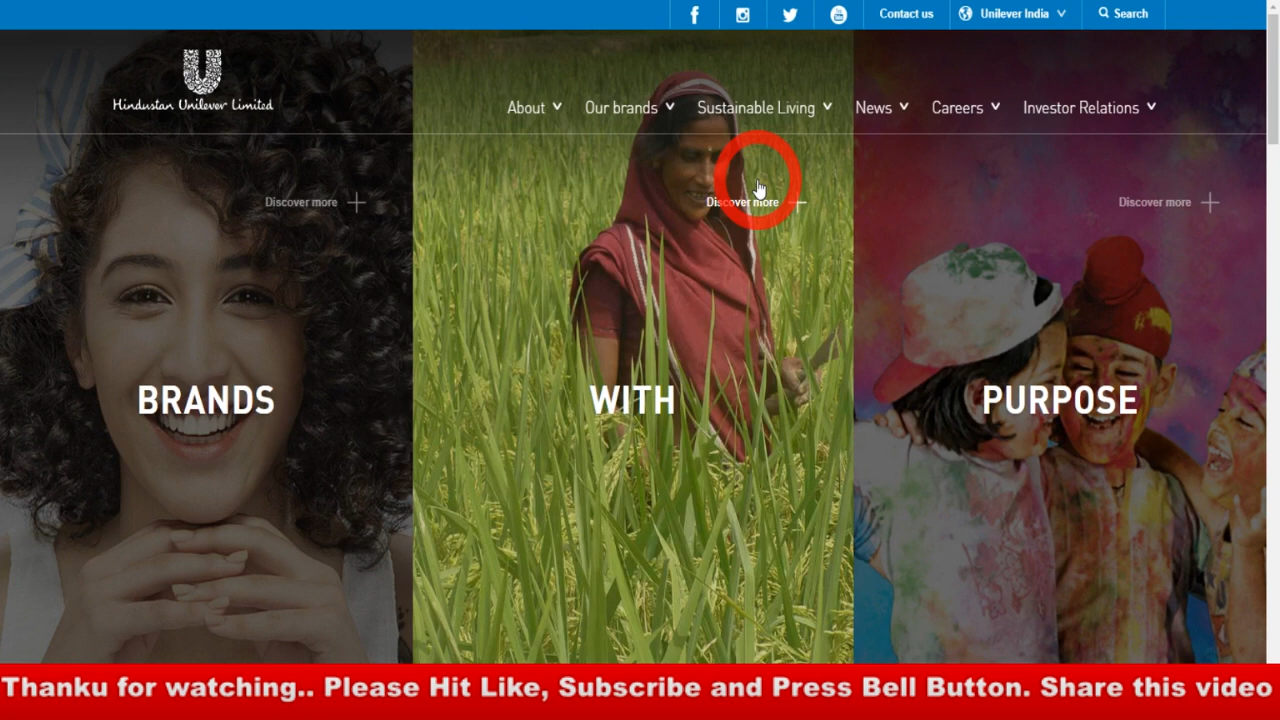 Contact us
Unilever India
Search
Hindustan Unilever Limited
About
Our brands
Sustainable Living
News
Careers
Investor Relations
Discover more
Discover more
Discover more
BRANDS
WITH
PURPOSE
Thanku for watching.. Please Hit Like, Subscribe and Press Bell Button. Share this video